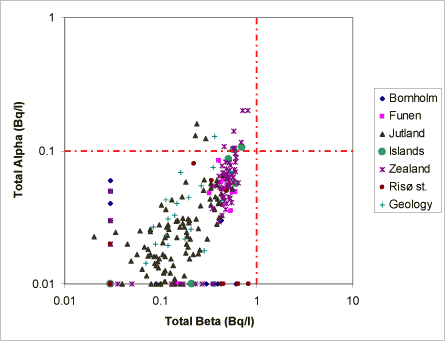 1
Total Alpha (Bq/l)
0.1
0.01
0.01
0.1
1
10
Total Beta (Bq/l)
Bornholm
Funen
Jutland
Islands
Zealand
Risø st.
Geology